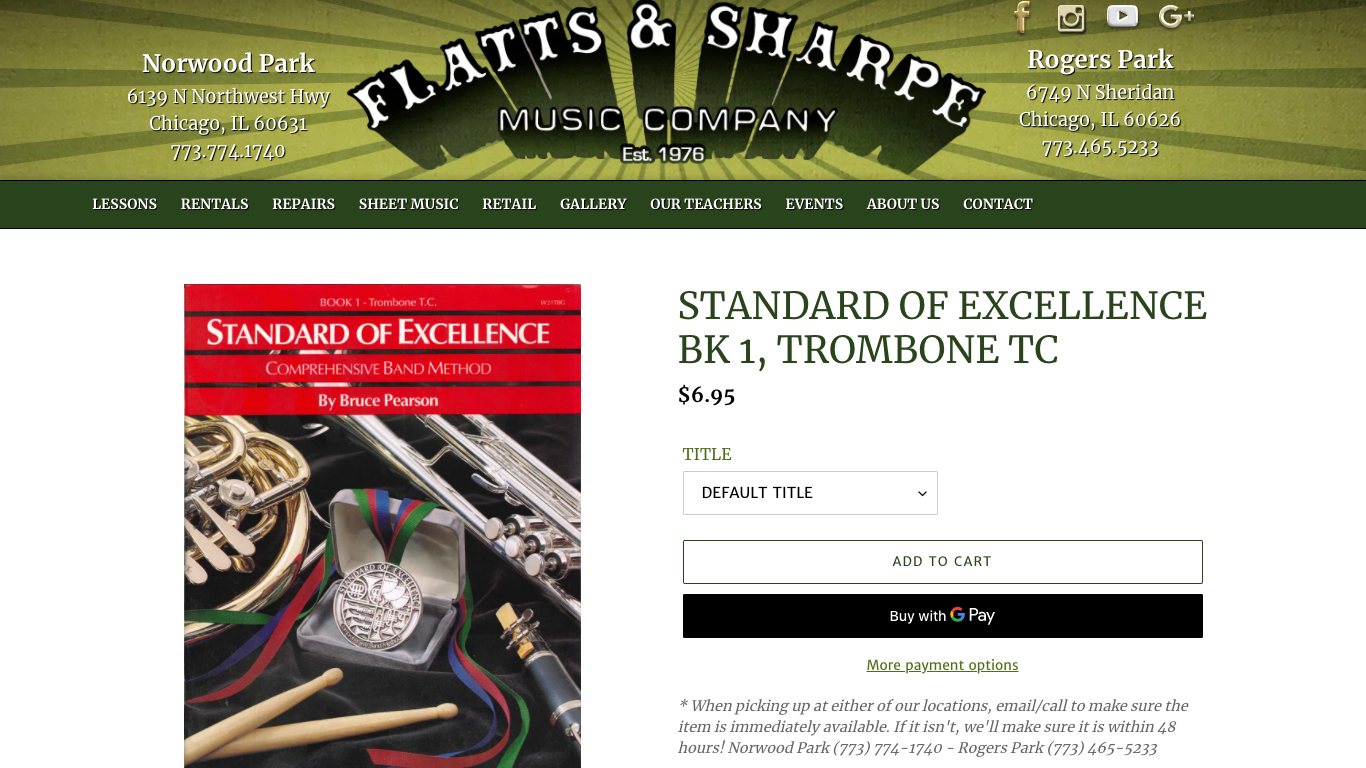 Norwood Park
6139 N Northwest Hwy
Chicago, IL 60631
773.774.1740
FLATTS & SHARPE
MUSIC COMPANY
Est. 1976
G+
Rogers Park
6749 N Sheridan
Chicago, IL 60626
773.465.5233
LESSONS RENTALS REPAIRS SHEET MUSIC RETAIL GALLERY OUR TEACHERS EVENTS ABOUT US CONTACT
BOOK 1 - Trombone T.C.
STANDARD OF EXCELLENCE
COMPREHENSIVE BAND METHOD
By Bruce Pearson
STANDARD OF EXCELLENCE
STANDARD OF EXCELLENCE
BK 1, TROMBONE TC
$6.95
TITLE
DEFAULT TITLE
ADD TO CART
Buy with G Pay
More payment options
* When picking up at either of our locations, email/call to make sure the
item is immediately available. If it isn't, we'll make sure it is within 48
hours! Norwood Park (773) 774-1740 - Rogers Park (773) 465-5233